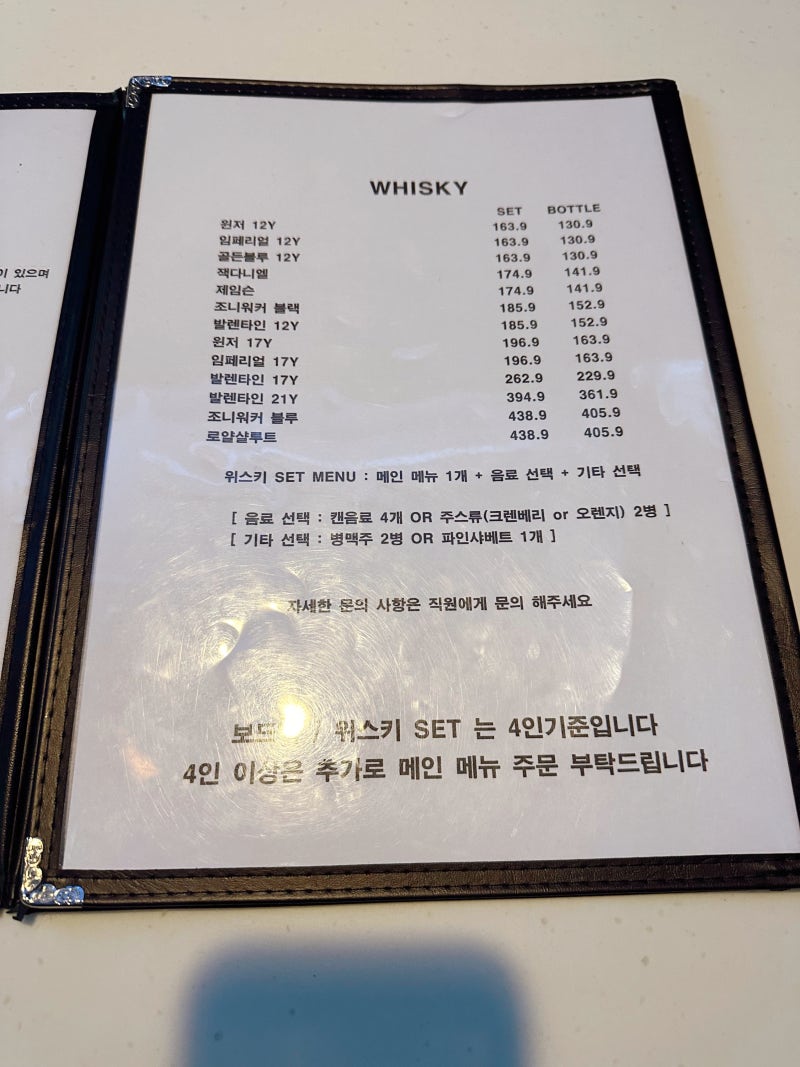 이 있으며
니다
WHISKY
SET BOTTLE
윈저 12Y 163.9 130.9
임페리얼 12Y 163.9 130.9
골든블루 12Y 163.9 130.9
잭다니엘 174.9 141.9
제임슨 174.9 141.9
조니워커 블랙 185.9 152.9
발렌타인 12Y 185.9 152.9
윈저 17Y 196.9 163.9
임페리얼 17Y 196.9 163.9
발렌타인 17Y 262.9 229.9
발렌타인 21Y 394.9 361.9
조니워커 블루 438.9 405.9
로얄샬루트 438.9 405.9
위스키 SET MENU : 메인 메뉴 1개 + 음료 선택 + 기타 선택
[ 음료 선택 : 캔음료 4개 OR 주스류(크렌베리 or 오렌지) 2병 ]
[ 기타 선택 : 병맥주 2병 OR 파인샤베트 1개 ]
자세한 문의 사항은 직원에게 문의 해주세요
/ 위스키 SET 는 4인기준입니다
4인 이상은 추가로 메인 메뉴 주문 부탁드립니다